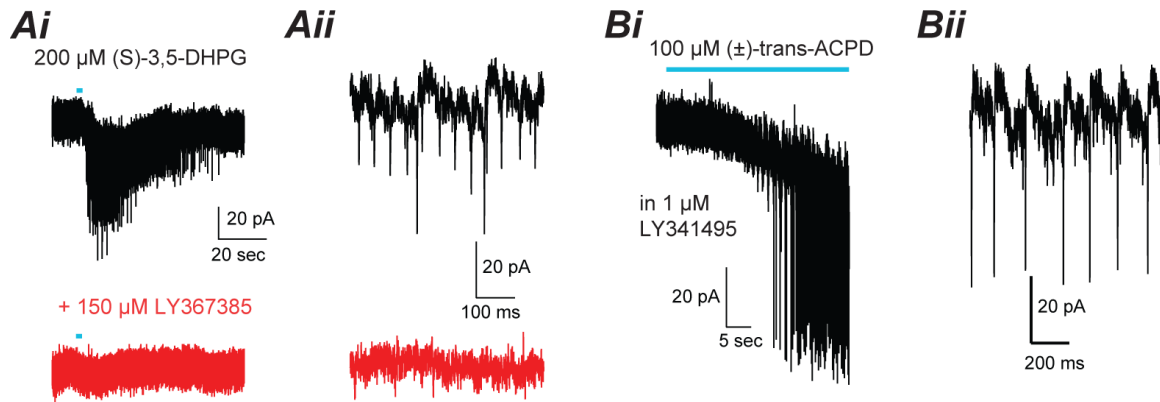 Ai
200 µM (S)-3,5-DHPG
20 pA
20 sec
+ 150 µM LY367385
Aii
20 pA
100 ms
Bi
100 µM (±)-trans-ACPD
in 1 µM
LY341495
20 pA
5 sec
Bii
20 pA
200 ms